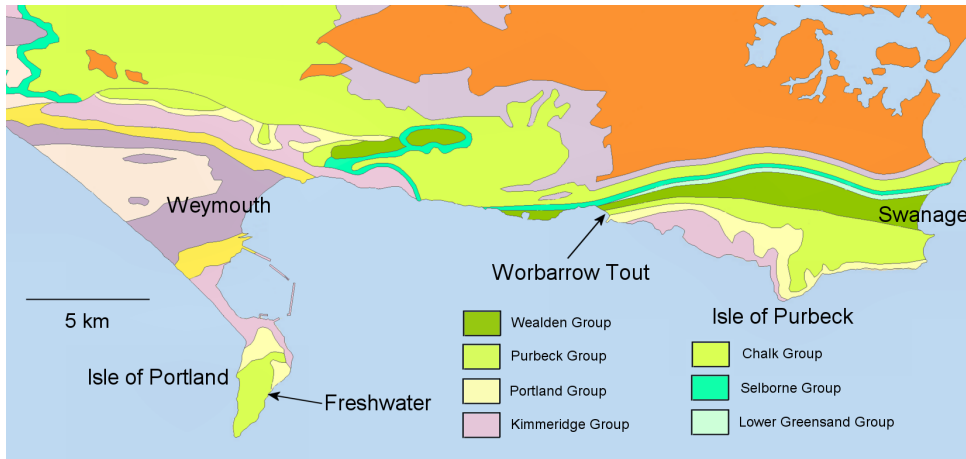 Weymouth
Swanage
Worbarrow Tout
5 km
Isle of Purbeck
Wealden Group
Purbeck Group
Chalk Group
Isle of Portland
Portland Group
Selborne Group
Freshwater
Kimmeridge Group
Lower Greensand Group